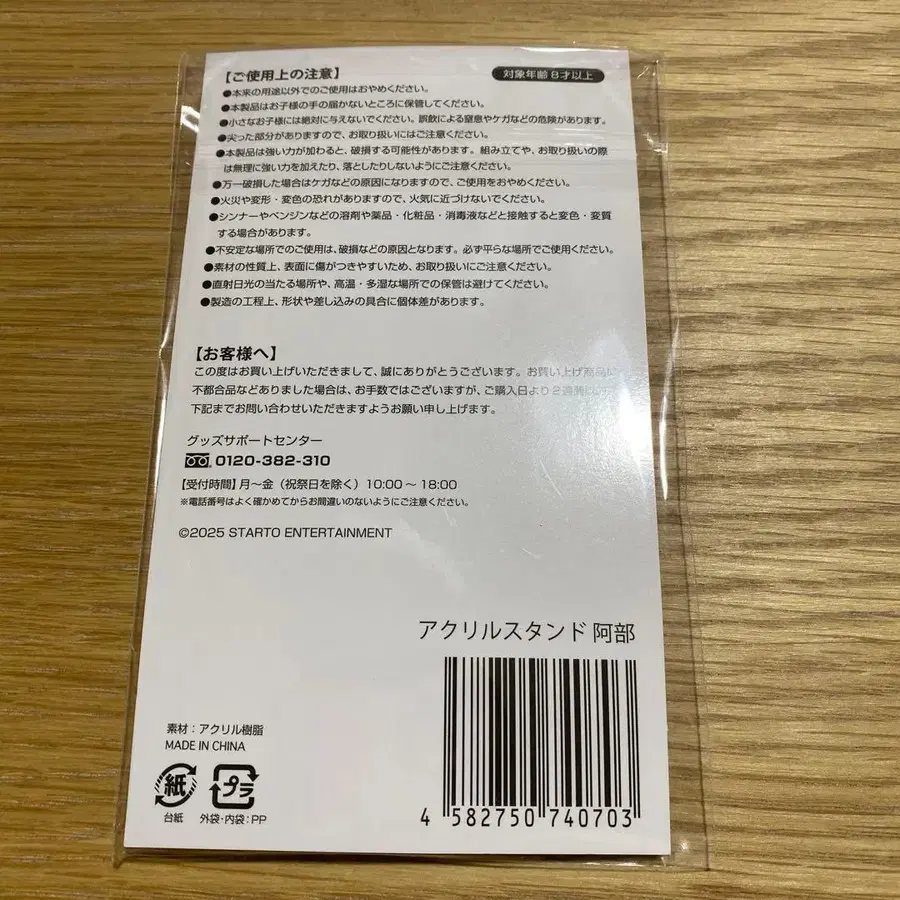 【ご使用上の注意】
対象年齢 8才以上
●本来の用途以外でのご使用はおやめください。
●本製品はお子様の手の届かないところに保管してください。
●小さなお子様には絶対に与えないでください。誤飲による窒息やケガなどの危険があります。
●尖った部分がありますので、お取り扱いにはご注意ください。
●本製品は強い力が加わると、破損する可能性があります。組み立てや、お取り扱いの際
は無理に強い力を加えたり、落としたりしないようにご注意ください。
●万一破損した場合はケガなどの原因になりますので、ご使用をおやめください。
●火災や変形・変色の恐れがありますので、火気に近づけないでください。
●シンナーやベンジンなどの溶剤や薬品・化粧品・消毒液などと接触すると変色・変質
する場合があります。
●不安定な場所でのご使用は、破損などの原因となります。必ず平らな場所でご使用ください。
●素材の性質上、表面に傷がつきやすいため、お取り扱いにご注意ください。
●直射日光の当たる場所や、高温・多湿な場所での保管は避けてください。
●製造の工程上、形状や差し込みの具合に個体差があります。
【お客様へ】
この度はお買い上げいただきまして、誠にありがとうございます。お買い上げ商品に
不都合品などありました場合は、お手数ではございますが、ご購入日より2週間
下記までお問い合わせいただきますようお願い申し上げます。
グッズサポートセンター
0120-382-310
【受付時間】月～金（祝祭日を除く）10:00～18:00
※電話番号はよく確かめてからお間違いのないようにご注意ください。
©2025 STARTO ENTERTAINMENT
アクリルスタンド 阿部
4 582750 740703
素材：アクリル樹脂
MADE IN CHINA
紙 プラ
台紙 外袋・内袋：PP